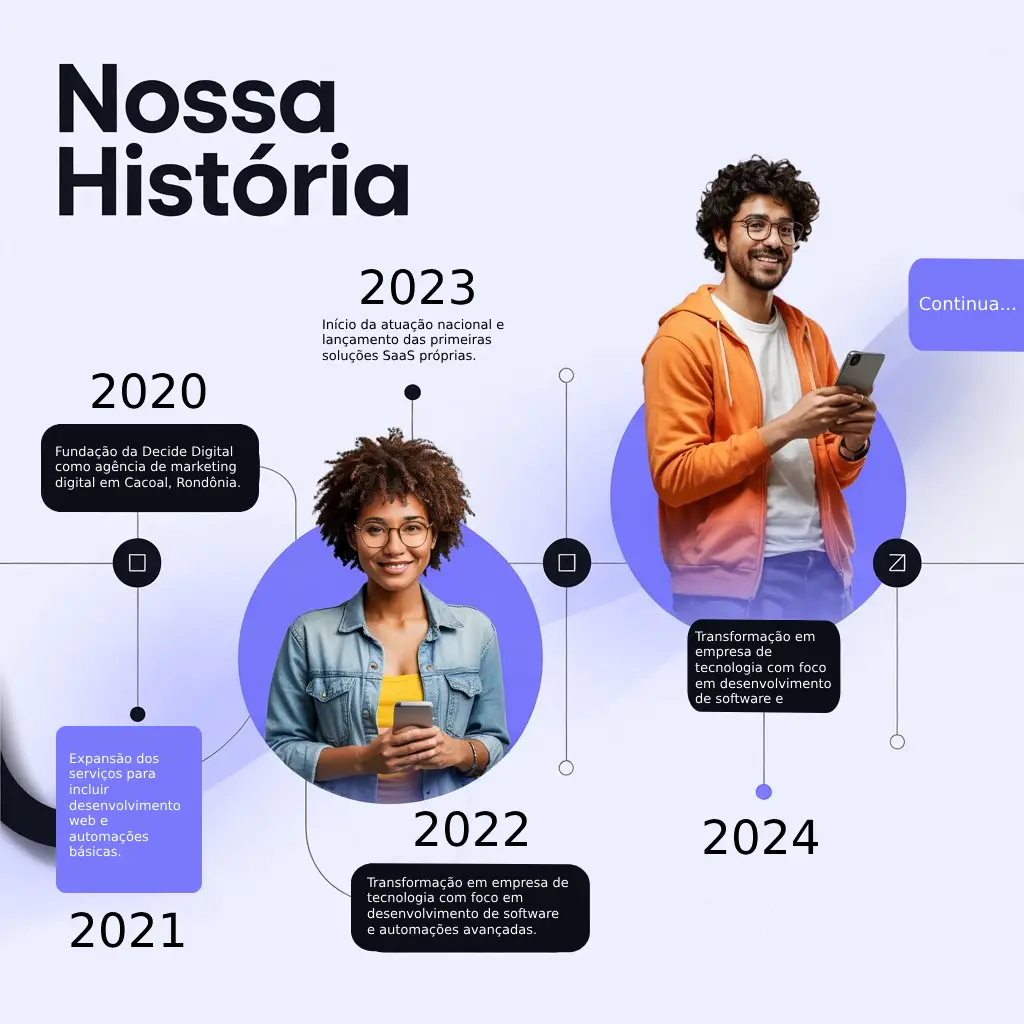 Nossa
História
2023
Início da atuação nacional e
lançamento das primeiras
soluções SaaS próprias.
Continua...
2020
Fundação da Decide Digital
como agência de marketing
digital em Cacoal, Rondônia.
Transformação em
empresa de
tecnologia com foco
em desenvolvimento
de software e
Expansão dos
serviços para
incluir
desenvolvimento
web e
automações
básicas.
2022
2024
Transformação em empresa de
tecnologia com foco em
desenvolvimento de software
e automações avançadas.
2021